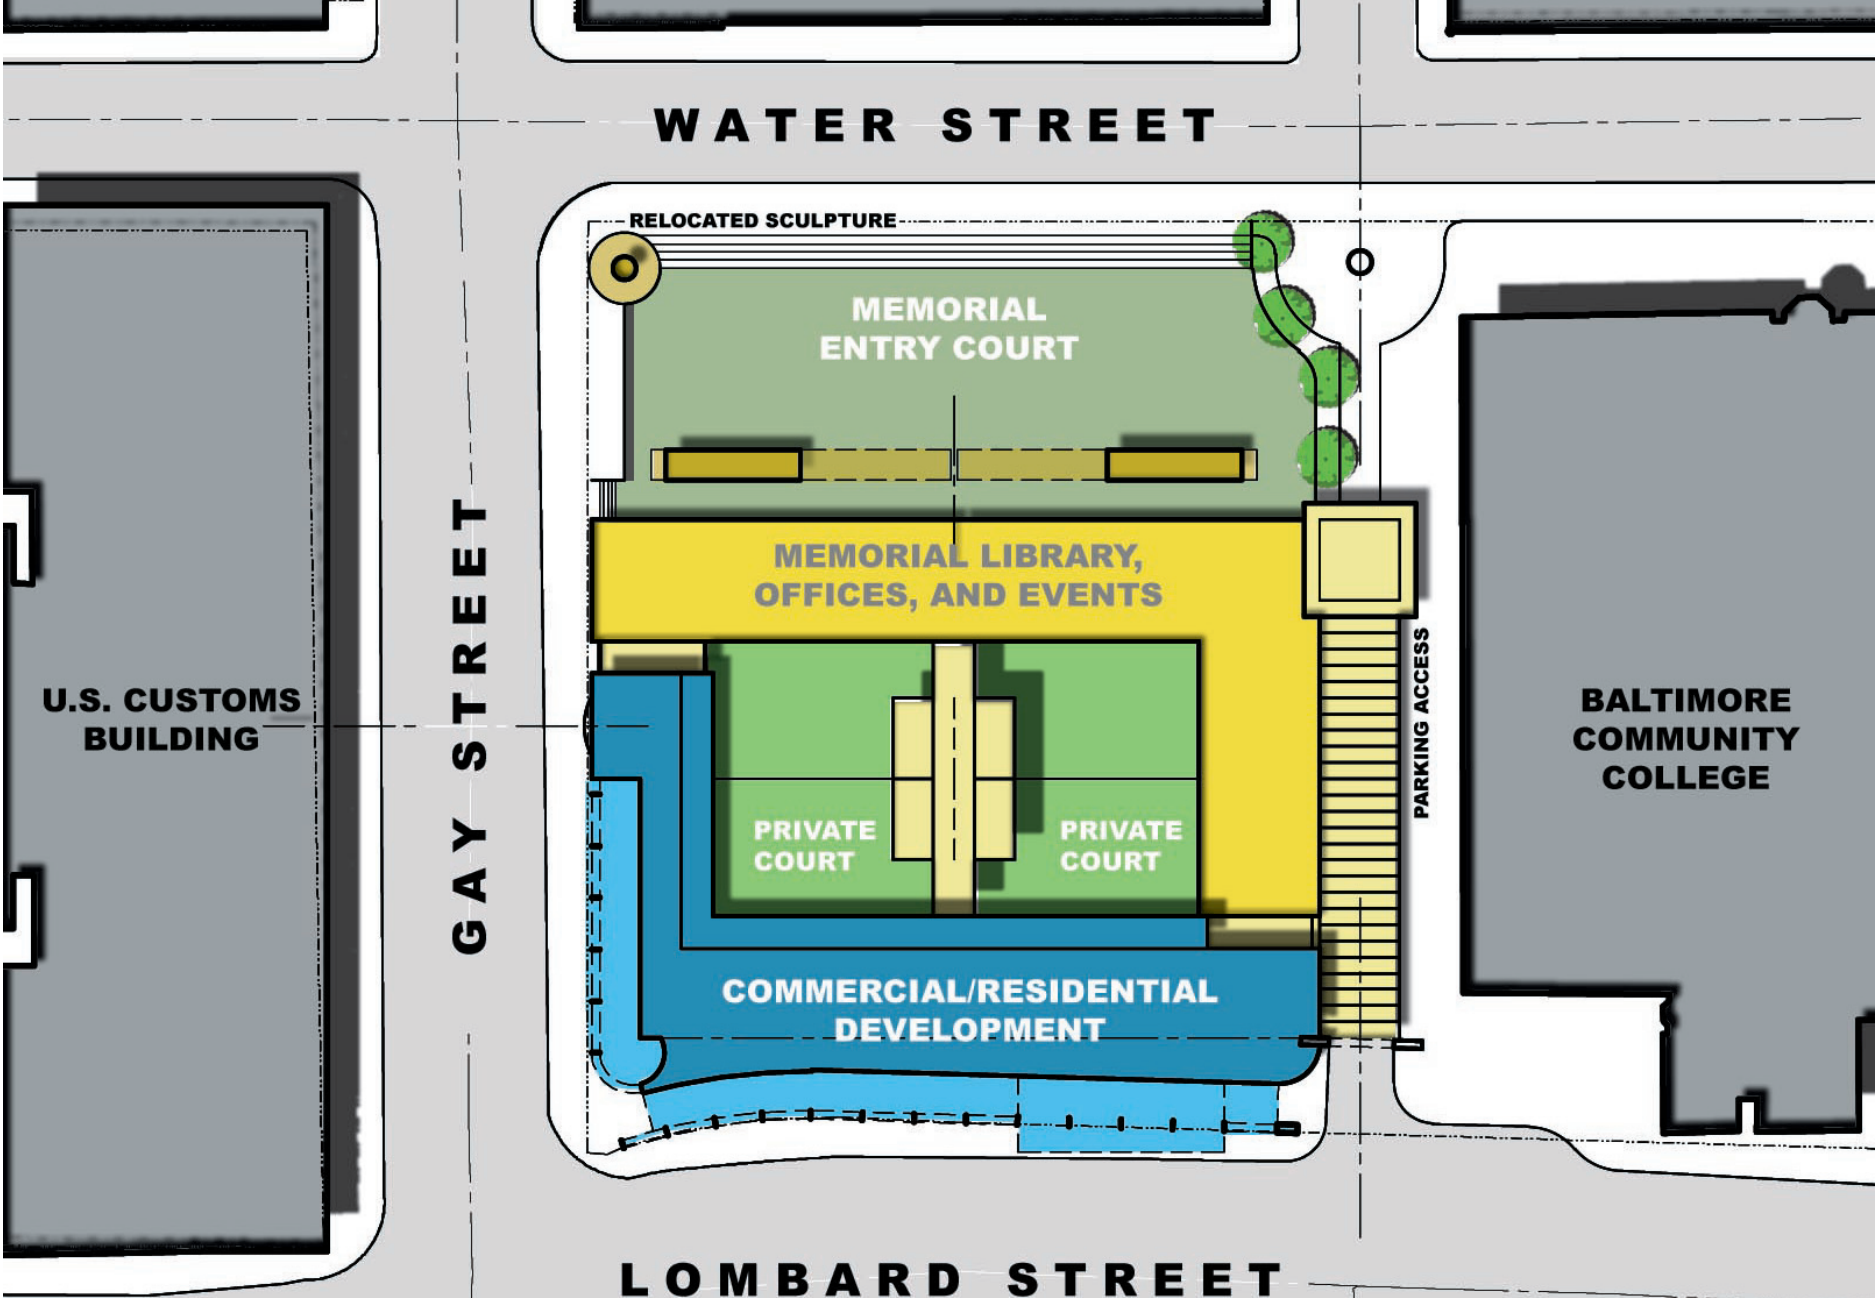 WATER STREET
RELOCATED SCULPTURE
MEMORIAL
ENTRY COURT
MEMORIAL LIBRARY,
OFFICES, AND EVENTS
GAY STREET
U.S. CUSTOMS
BUILDING
PARKING ACCESS
BALTIMORE
COMMUNITY
COLLEGE
PRIVATE
COURT
PRIVATE
COURT
COMMERCIAL/RESIDENTIAL
DEVELOPMENT
LOMBARD STREET